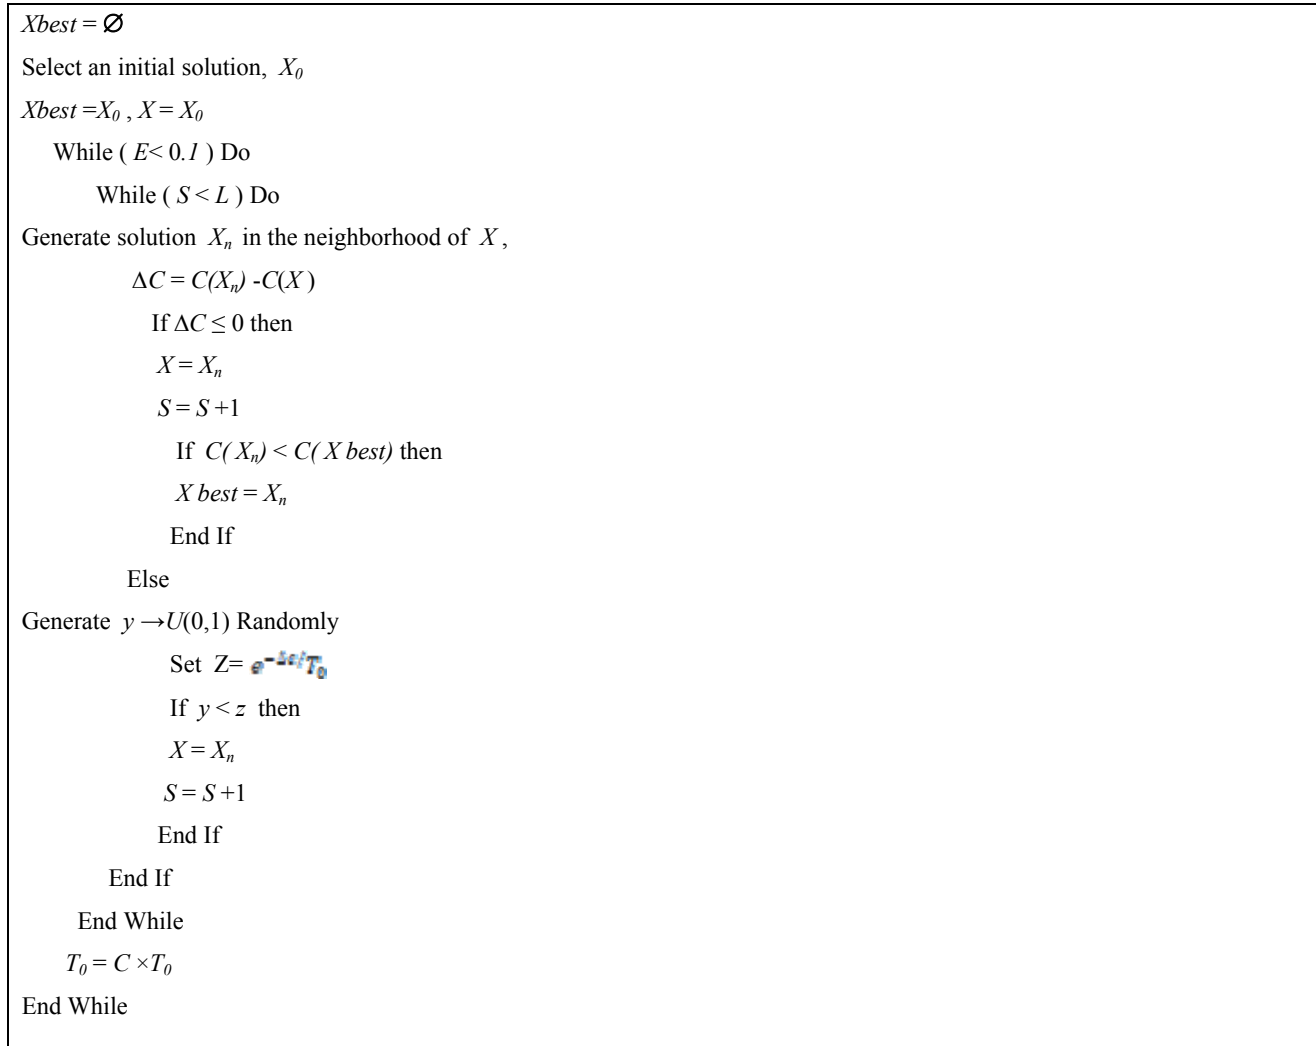 Xbest = ∅
Select an initial solution, X₀
Xbest =X₀ , X = X₀
While ( E< 0.1 ) Do
While ( S < L ) Do
Generate solution Xₙ in the neighborhood of X ,
ΔC = C(Xₙ) -C(X )
If ΔC ≤ 0 then
X = Xₙ
S = S +1
If C( Xₙ) < C( X best) then
X best = Xₙ
End If
Else
Generate y →U(0,1) Randomly
Set Z= e^{-Δc/T₀}
If y < z then
X = Xₙ
S = S +1
End If
End If
End While
T₀ = C ×T₀
End While